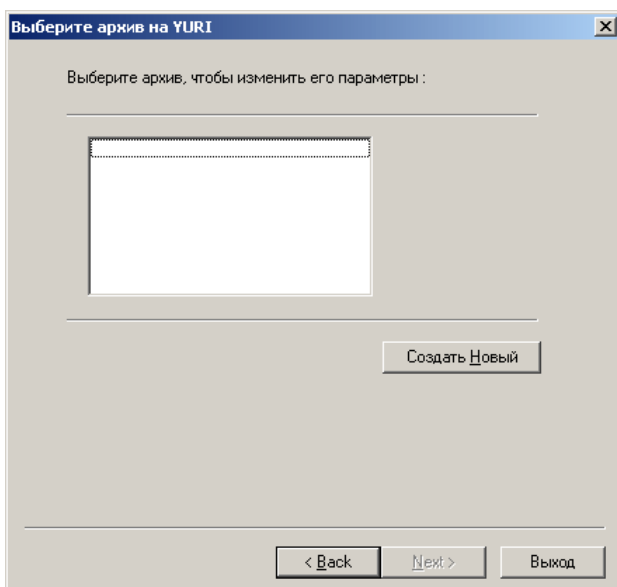 Выберите архив на YURI
Выберите архив, чтобы изменить его параметры :
Создать Новый
< Back
Next >
Выход